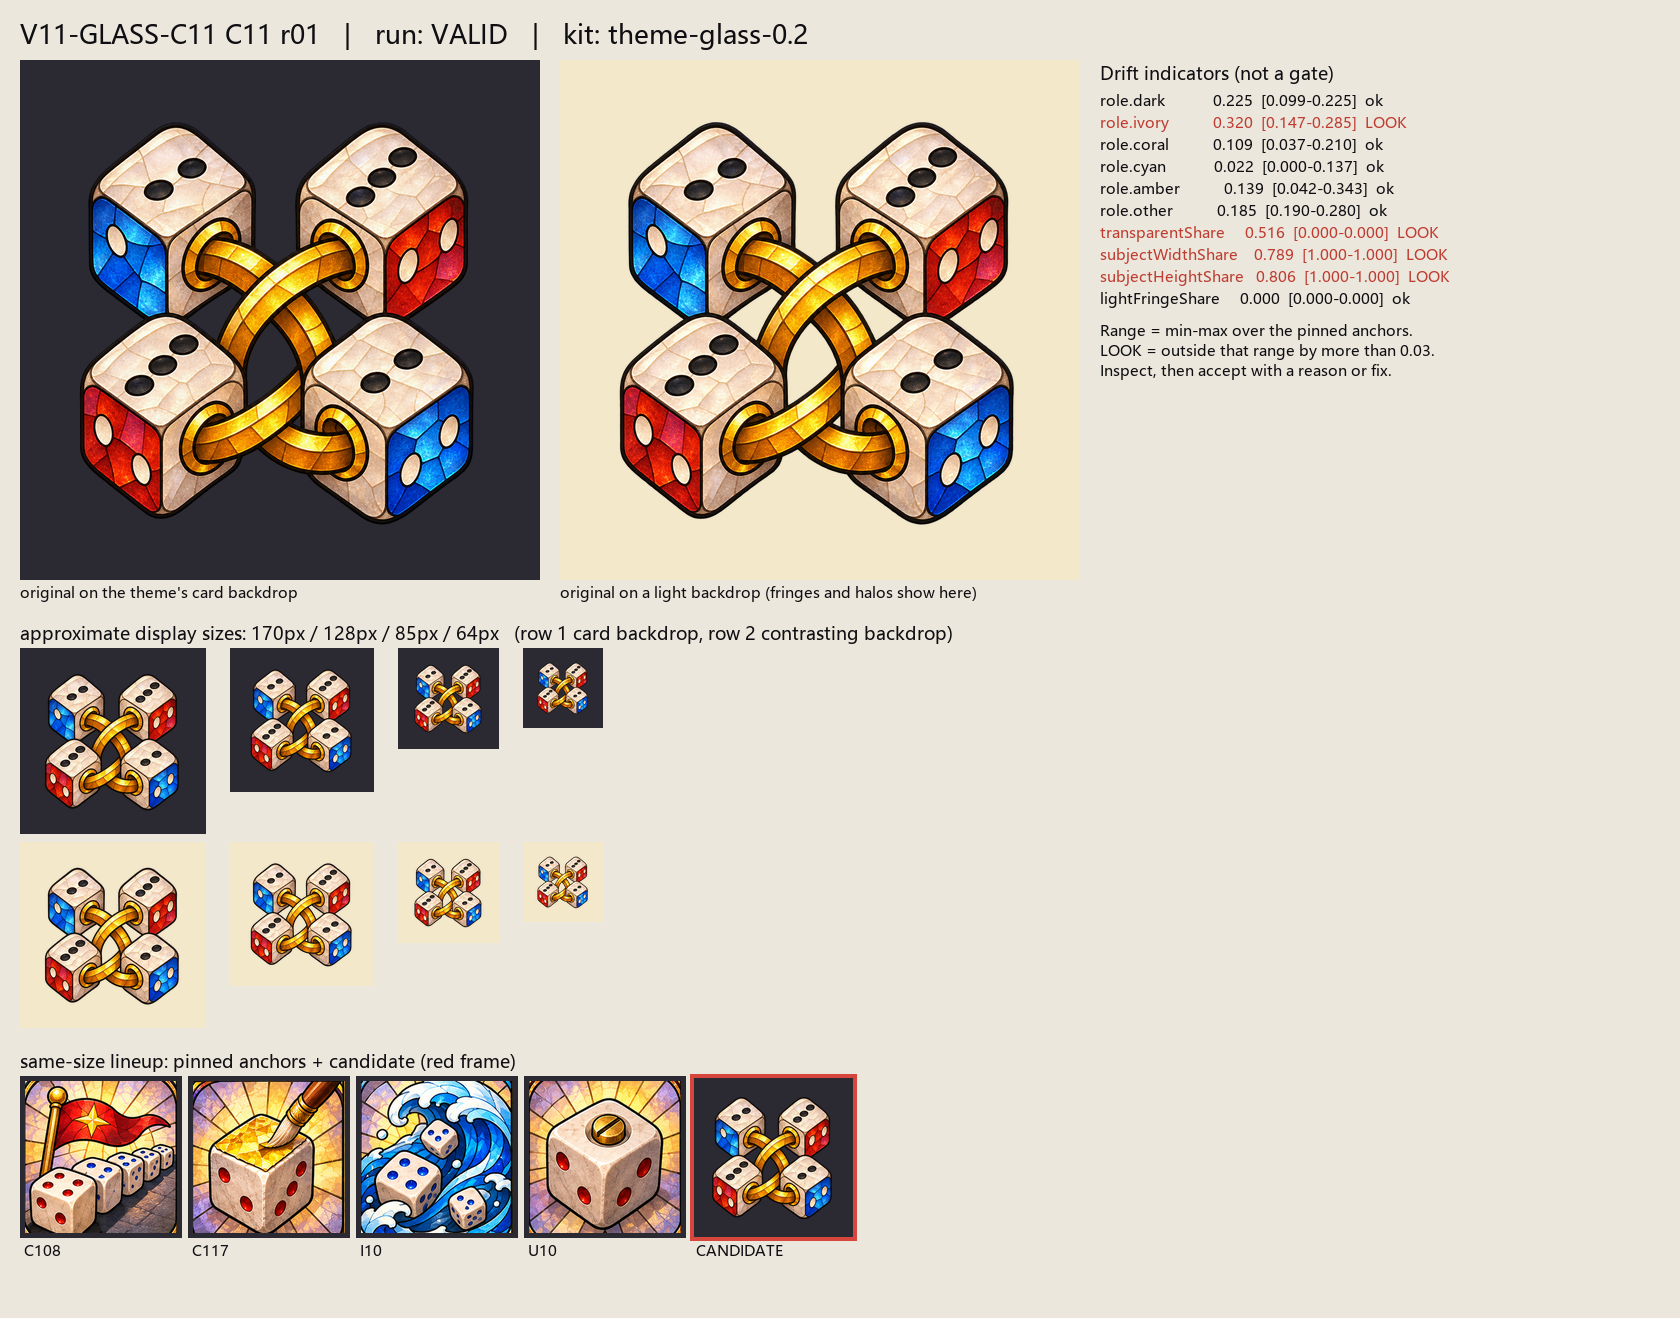 V11-GLASS-C11 C11 r01 | run: VALID | kit: theme-glass-0.2
Drift indicators (not a gate)
role.dark 0.225 [0.099-0.225] ok
role.ivory 0.320 [0.147-0.285] LOOK
role.coral 0.109 [0.037-0.210] ok
role.cyan 0.022 [0.000-0.137] ok
role.amber 0.139 [0.042-0.343] ok
role.other 0.185 [0.190-0.280] ok
transparentShare 0.516 [0.000-0.000] LOOK
subjectWidthShare 0.789 [1.000-1.000] LOOK
subjectHeightShare 0.806 [1.000-1.000] LOOK
lightFringeShare 0.000 [0.000-0.000] ok
Range = min-max over the pinned anchors.
LOOK = outside that range by more than 0.03.
Inspect, then accept with a reason or fix.
original on the theme's card backdrop
original on a light backdrop (fringes and halos show here)
approximate display sizes: 170px / 128px / 85px / 64px (row 1 card backdrop, row 2 contrasting backdrop)
same-size lineup: pinned anchors + candidate (red frame)
C108
C117
I10
U10
CANDIDATE